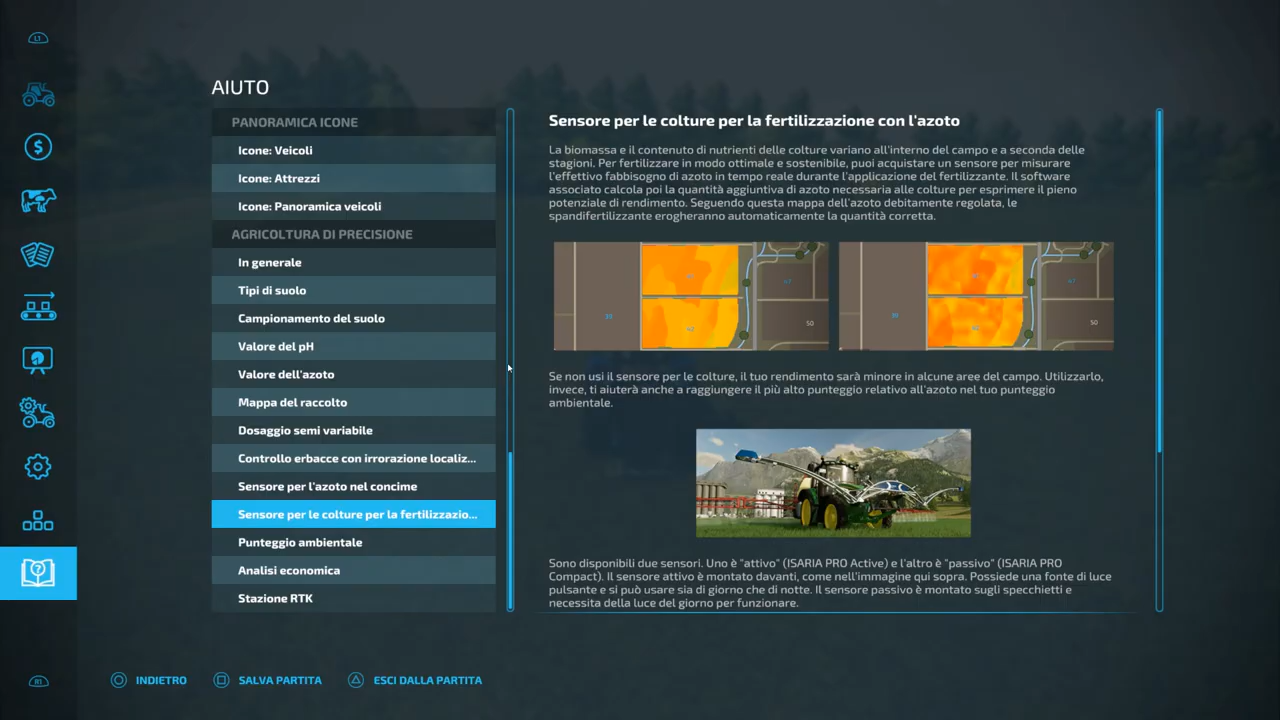 L1
AIUTO
PANORAMICA ICONE
Icone: Veicoli
Icone: Attrezzi
Icone: Panoramica veicoli
AGRICOLTURA DI PRECISIONE
In generale
Tipi di suolo
Campionamento del suolo
Valore del pH
Valore dell'azoto
Mappa del raccolto
Dosaggio semi variabile
Controllo erbacce con irrorazione localiz...
Sensore per l'azoto nel concime
Sensore per le colture per la fertilizzazio...
Punteggio ambientale
Analisi economica
Stazione RTK
Sensore per le colture per la fertilizzazione con l'azoto
La biomassa e il contenuto di nutrienti delle colture variano all'interno del campo e a seconda delle
stagioni. Per fertilizzare in modo ottimale e sostenibile, puoi acquistare un sensore per misurare
l'effettivo fabbisogno di azoto in tempo reale durante l'applicazione del fertilizzante. Il software
associato calcola poi la quantità aggiuntiva di azoto necessaria alle colture per esprimere il pieno
potenziale di rendimento. Seguendo questa mappa dell'azoto debitamente regolata, le
spandifertilizzante erogheranno automaticamente la quantità corretta.
39 42 47 50
39 47 50
Se non usi il sensore per le colture, il tuo rendimento sarà minore in alcune aree del campo. Utilizzarlo,
invece, ti aiuterà anche a raggiungere il più alto punteggio relativo all'azoto nel tuo punteggio
ambientale.
Sono disponibili due sensori. Uno è "attivo" (ISARIA PRO Active) e l'altro è "passivo" (ISARIA PRO
Compact). Il sensore attivo è montato davanti, come nell'immagine qui sopra. Possiede una fonte di luce
pulsante e si può usare sia di giorno che di notte. Il sensore passivo è montato sugli specchietti e
necessita della luce del giorno per funzionare.
R1
INDIETRO
SALVA PARTITA
ESCI DALLA PARTITA